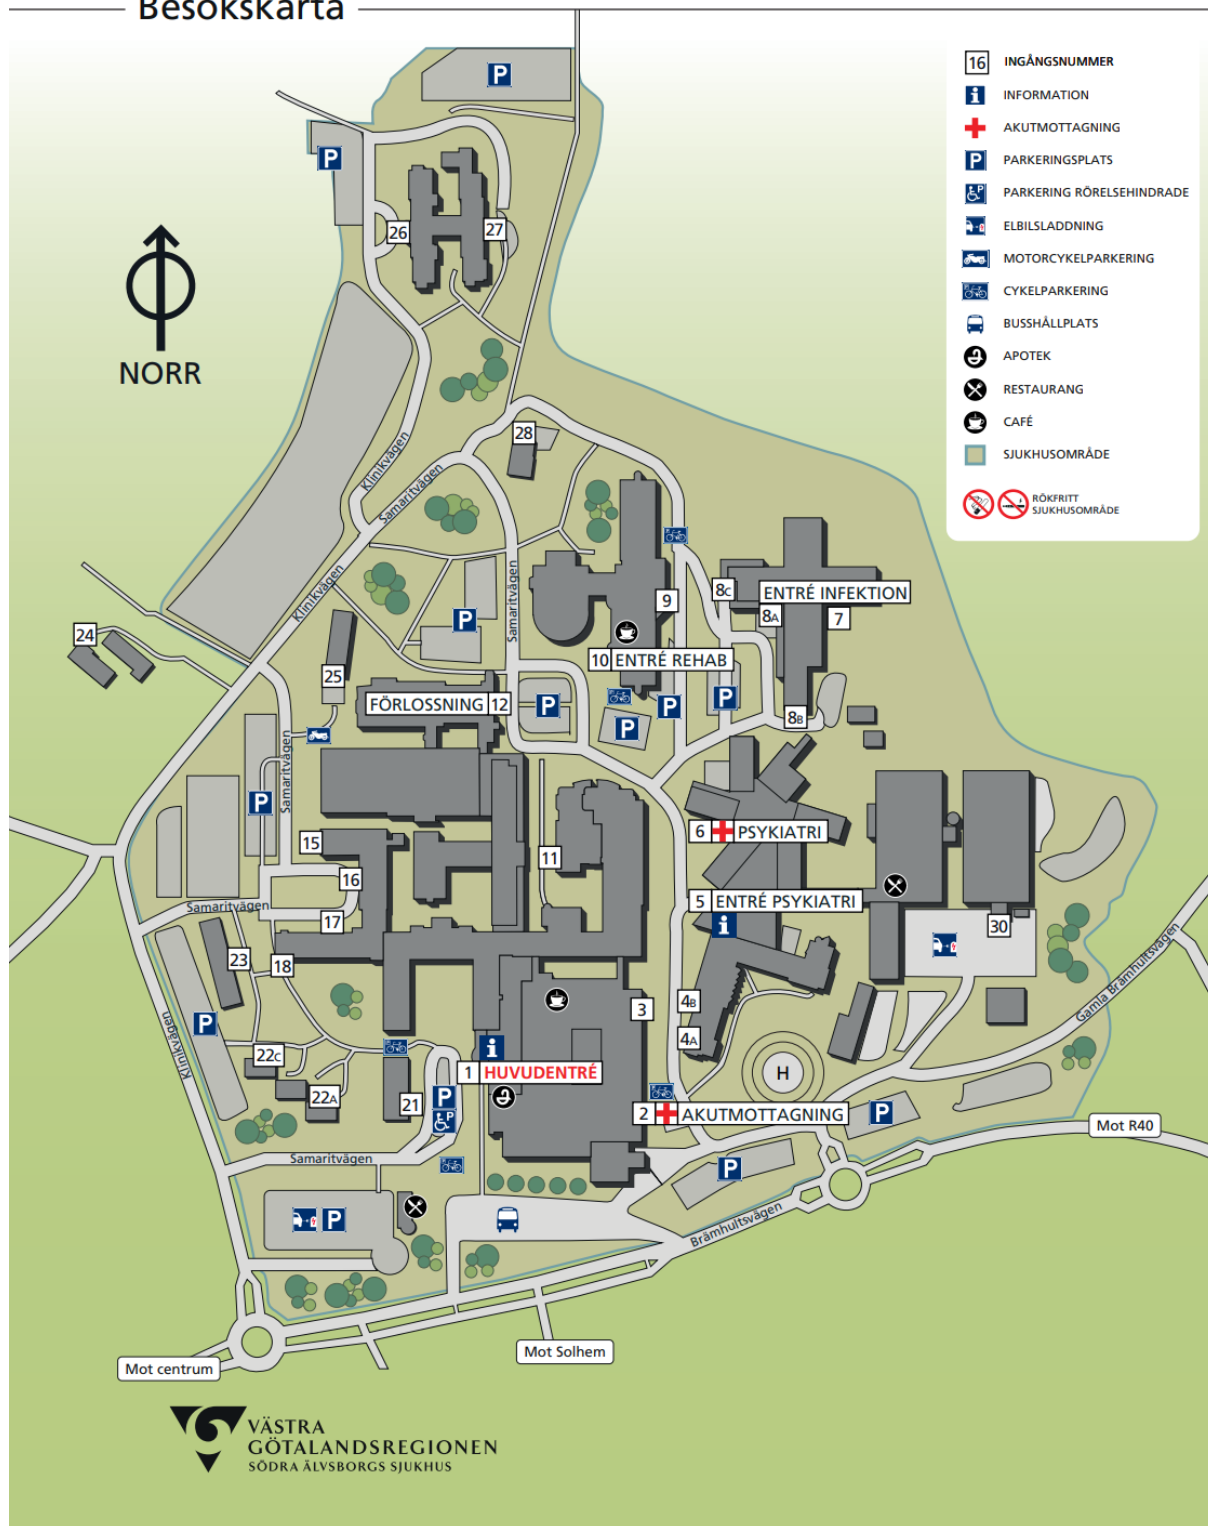 Besökskarta
16 INGÅNGSNUMMER
i INFORMATION
AKUTMOTTAGNING
P PARKERINGSPLATS
P PARKERING RÖRELSEHINDRADE
ELBILSLADDNING
MOTORCYKELPARKERING
CYKELPARKERING
BUSSHÅLLPLATS
APOTEK
RESTAURANG
CAFÉ
SJUKHUSOMRÅDE
RÖKFRITT
SJUKHUSOMRÅDE
P
P
26
27
NORR
28
Klinikvägen
Samaritvägen
Klinikvägen
Samaritvägen
8C
ENTRÉ INFEKTION
9
8A
7
P
24
10 ENTRÉ REHAB
25
FÖRLOSSNING 12
P
P
P
P
8B
Samaritvägen
P
6 PSYKIATRI
15
11
16
5 ENTRÉ PSYKIATRI
Samaritvägen
17
i
30
23
18
Gamla Brämhultsvägen
4B
3
P
4A
Klinikvägen
i
22C
1 HUVUDENTRÉ
H
22A
21
P
P
2 AKUTMOTTAGNING
P
Mot R40
Samaritvägen
P
P
Brämhultsvägen
Mot Solhem
Mot centrum
VÄSTRA
GÖTALANDSREGIONEN
SÖDRA ÄLVSBORGS SJUKHUS